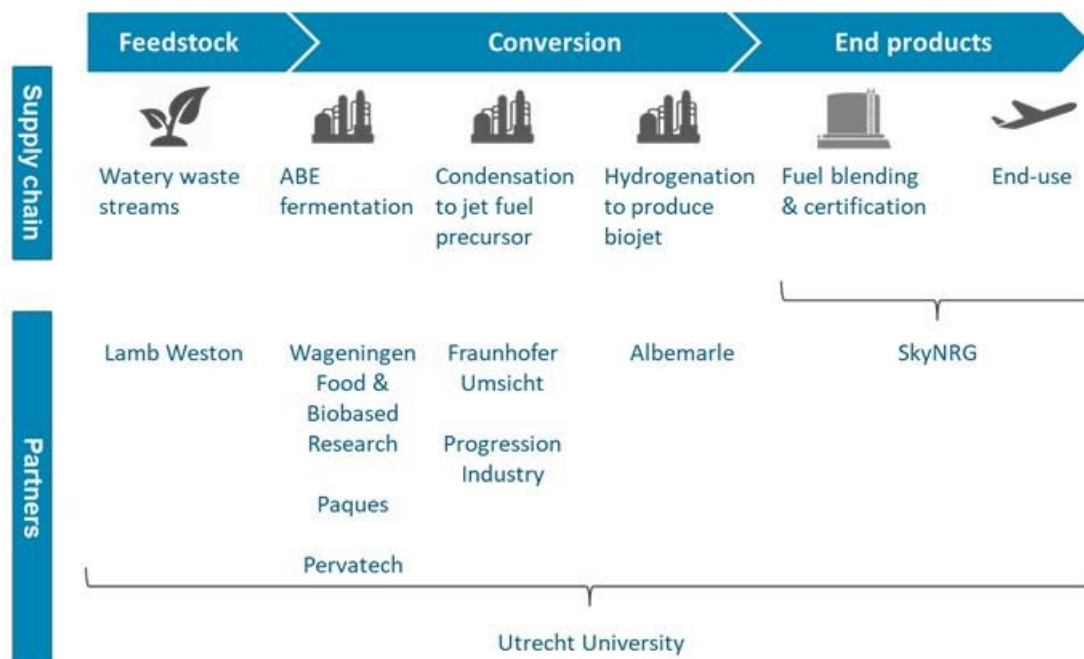 Feedstock
Conversion
End products
Supply chain
Watery waste
streams
ABE
fermentation
Condensation
to jet fuel
precursor
Hydrogenation
to produce
biojet
Fuel blending
& certification
End-use
Partners
Lamb Weston
Wageningen
Food &
Biobased
Research
Paques
Pervatech
Fraunhofer
Umsicht
Progression
Industry
Albemarle
SkyNRG
Utrecht University